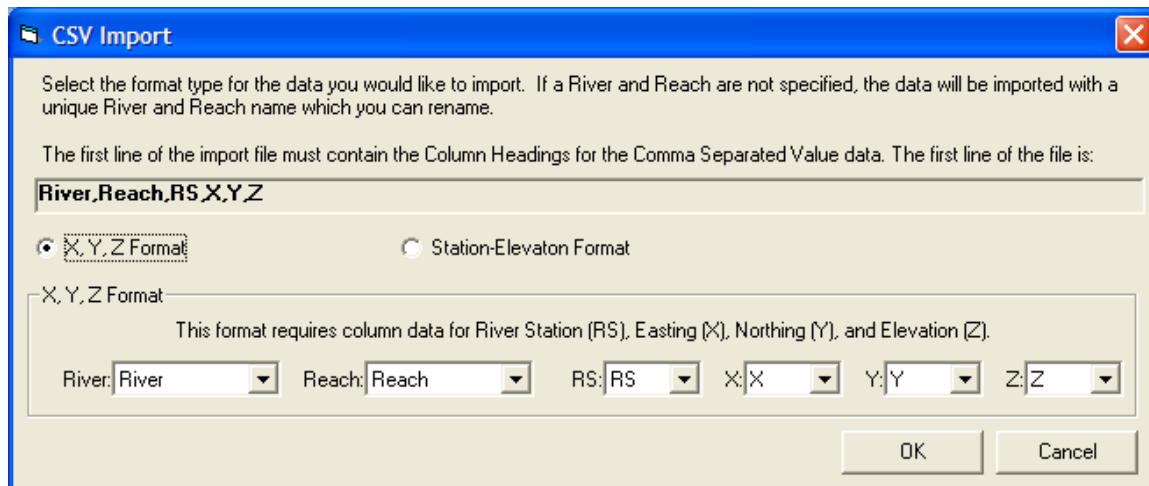 CSV Import
Select the format type for the data you would like to import. If a River and Reach are not specified, the data will be imported with a
unique River and Reach name which you can rename.
The first line of the import file must contain the Column Headings for the Comma Separated Value data. The first line of the file is:
River,Reach,RS,X,Y,Z
X, Y, Z Format Station-Elevaton Format
X, Y, Z Format
This format requires column data for River Station (RS), Easting (X), Northing (Y), and Elevation (Z).
River: River Reach: Reach RS: RS X: X Y: Y Z: Z
OK Cancel